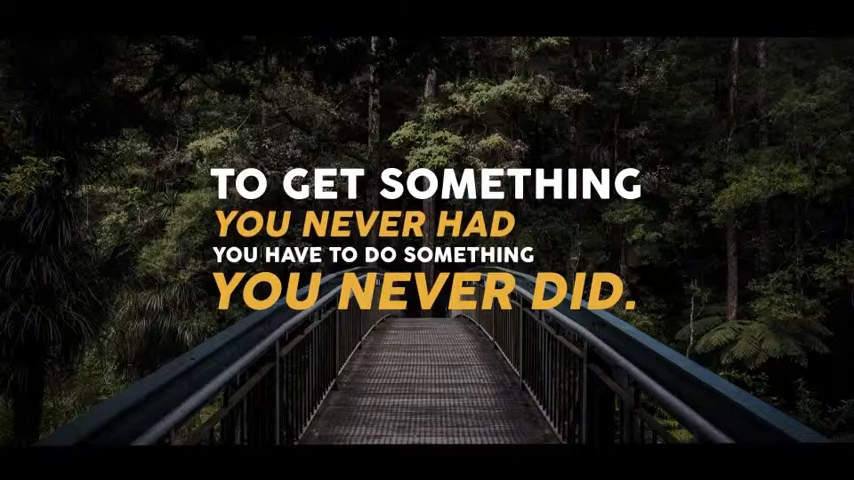 TO GET SOMETHING
YOU NEVER HAD
YOU HAVE TO DO SOMETHING
YOU NEVER DID.